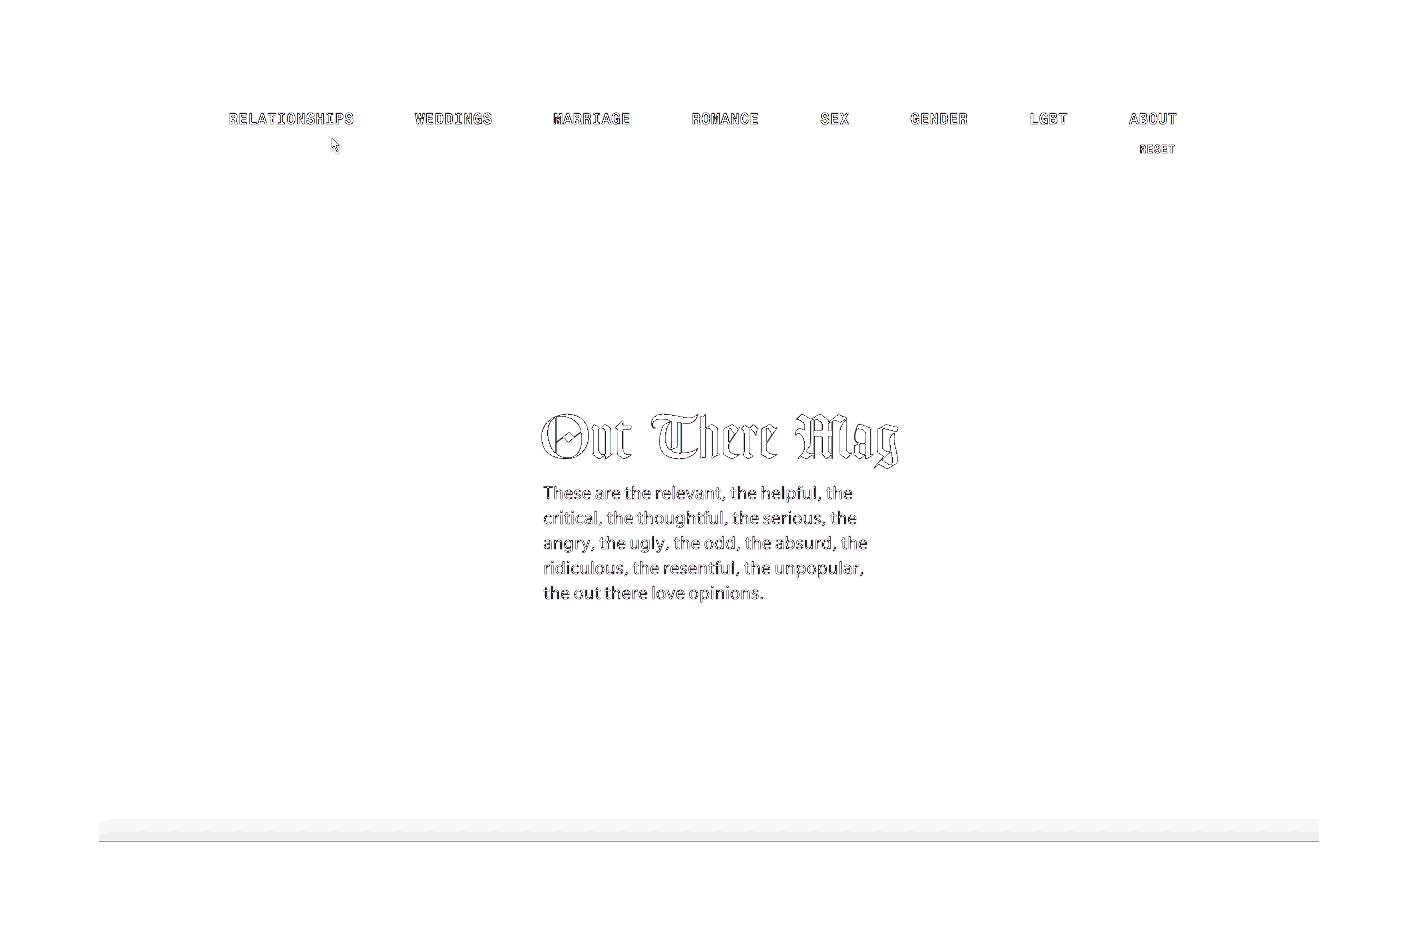 RELATIONSHIPS WEDDINGS MARRIAGE ROMANCE SEX GENDER LGBT ABOUT
RESET
Out There Mag
These are the relevant, the helpful, the
critical, the thoughtful, the serious, the
angry, the ugly, the odd, the absurd, the
ridiculous, the resentful, the unpopular,
the out there love opinions.